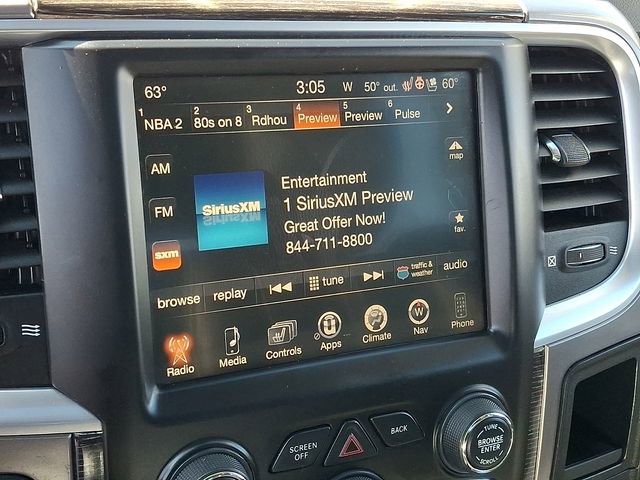 63° 3:05 W 50° out. 60°
1 NBA 2 2 80s on 8 3 Rdhou 4 Preview 5 Preview 6 Pulse
AM
map
Entertainment
SiriusXM
1 SiriusXM Preview
FM
Great Offer Now!
fav.
844-711-8800
sxm
browse replay tune traffic & weather audio
Radio Media Controls Apps Climate Nav Phone
W
SCREEN OFF
BACK
TUNE
BROWSE
ENTER
SCROLL